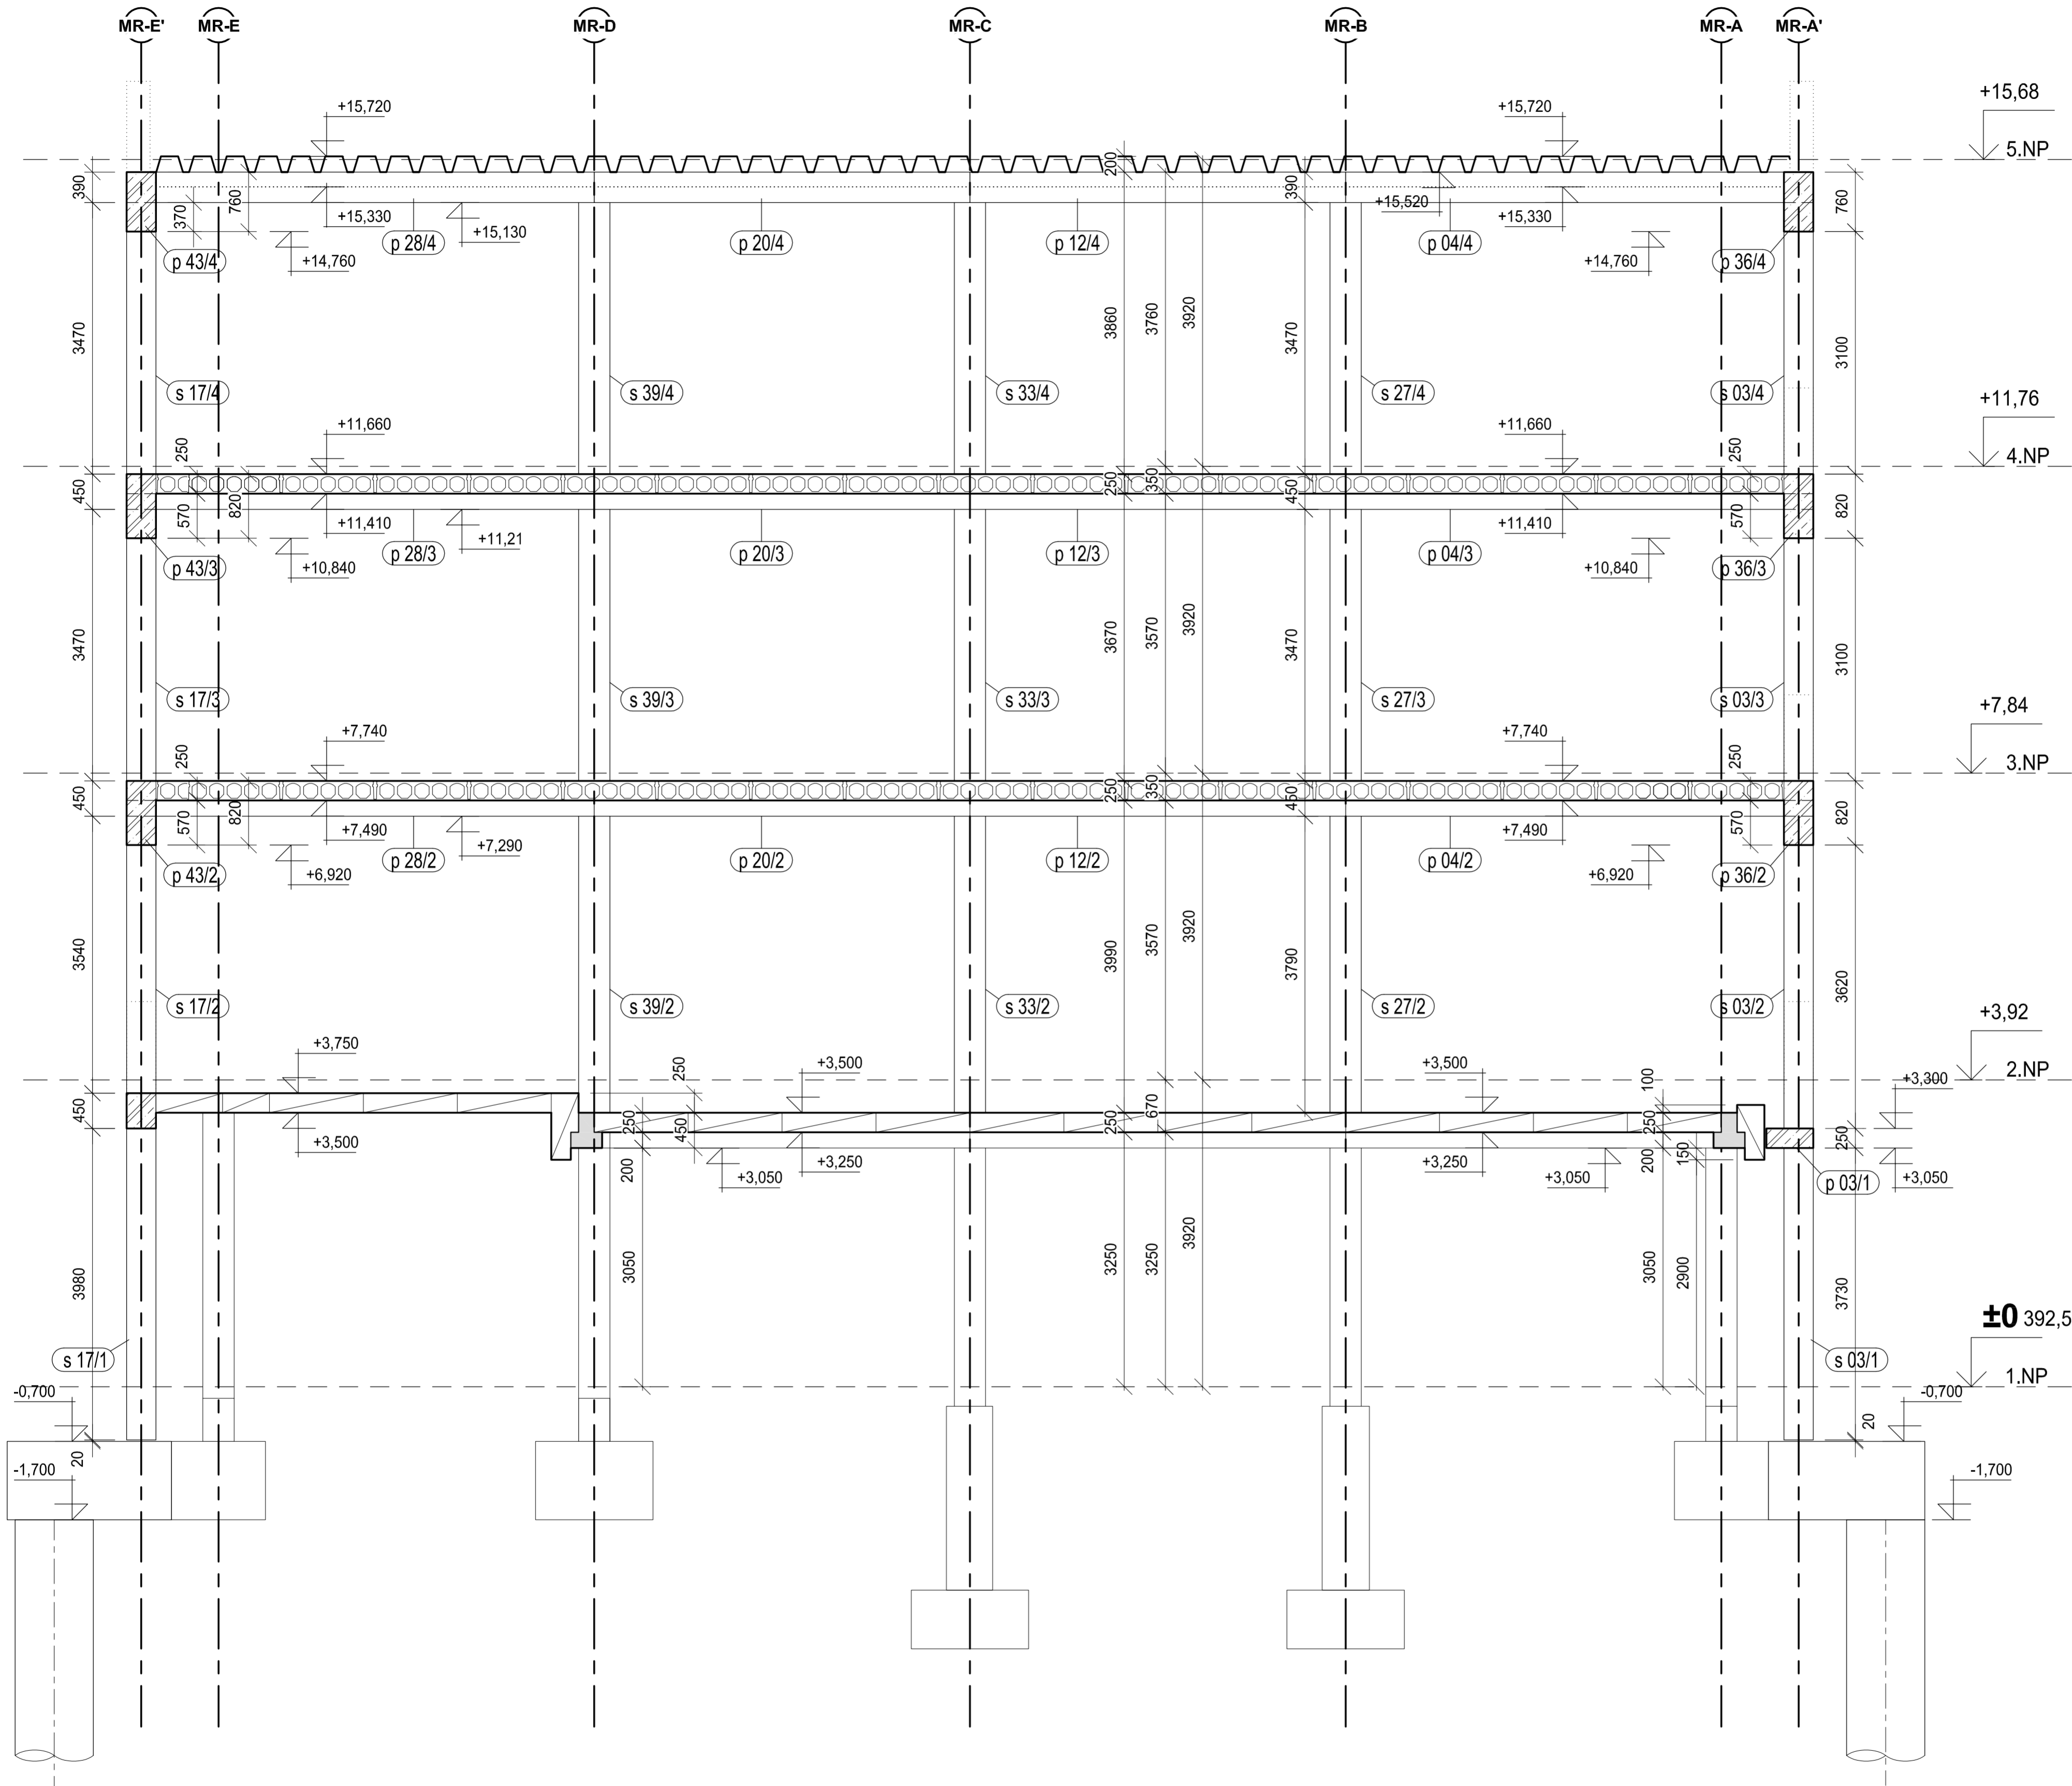 MR-E' MR-E MR-D MR-C MR-B MR-A MR-A'
+15,68
+15,720 +15,720
5.NP
200
390 760 370 390 760
+15,330 +15,520 +15,330
+15,130
p 28/4 p 20/4 p 12/4 p 04/4
p 43/4 +14,760 +14,760 p 36/4
3470 3860 3760 3920 3470 3100
s 17/4 s 39/4 s 33/4 s 27/4 s 03/4
+11,76
+11,660 +11,660
4.NP
250 250
450 570 820 250 350 450 570 820
+11,410 +11,21 +11,410
p 28/3 p 20/3 p 12/3 p 04/3
p 43/3 +10,840 +10,840 p 36/3
3470 3670 3570 3920 3470 3100
s 17/3 s 39/3 s 33/3 s 27/3 s 03/3
+7,84
+7,740 +7,740
3.NP
250 250
450 570 820 250 350 450 570 820
+7,490 +7,290 +7,490
p 28/2 p 20/2 p 12/2 p 04/2
p 43/2 +6,920 +6,920 p 36/2
3540 3990 3570 3920 3790 3620
s 17/2 s 39/2 s 33/2 s 27/2 s 03/2
+3,92
+3,750 +3,500 +3,500
2.NP
250 100 +3,300
450 250 450 250 670 250 250
+3,500 200 +3,250 +3,250 200 150
+3,050 +3,050 +3,050
p 03/1
3980 3050 3250 3250 3920 3050 2900 3730
±0 392,5
s 17/1 s 03/1
1.NP
-0,700 -0,700
20 20
-1,700 -1,700